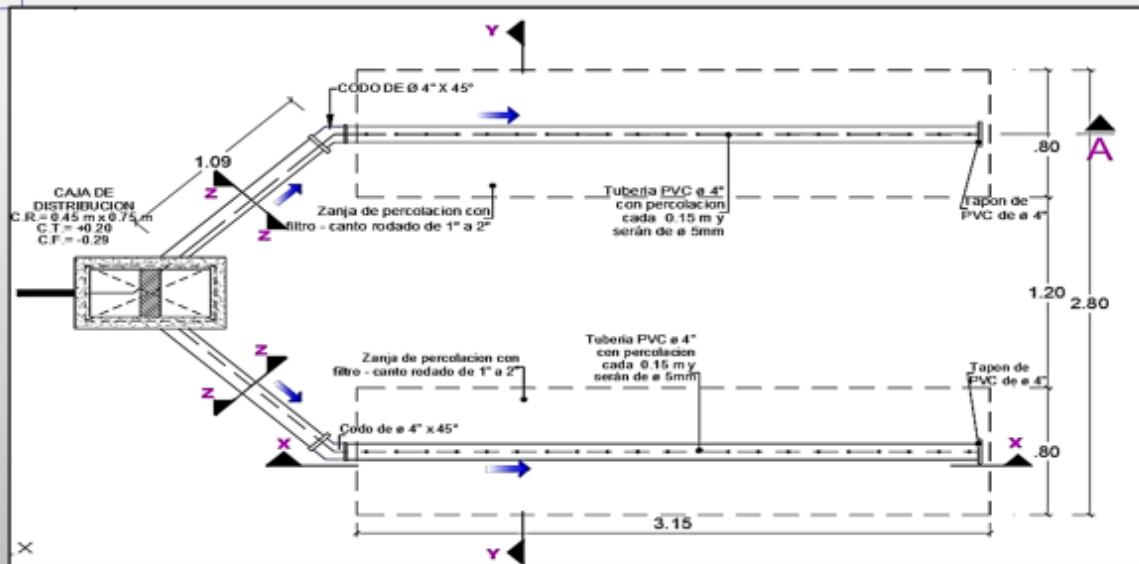 Y
CODO DE Ø 4" X 45°
1.09
Z
Z
CAJA DE
DISTRIBUCION
C.R.= 0.45 m x 0.75 m
C.T.= +0.20
C.F.= -0.29
Zanja de percolacion con
filtro - canto rodado de 1" a 2"
Tuberia PVC ø 4"
con percolacion
cada 0.15 m y
serán de ø 5mm
Tapon de
PVC de ø 4"
.80
A
1.20
2.80
Z
Z
Zanja de percolacion con
filtro - canto rodado de 1" a 2"
Tuberia PVC ø 4"
con percolacion
cada 0.15 m y
serán de ø 5mm
Tapon de
PVC de ø 4"
Codo de ø 4" x 45°
X
X
.80
3.15
Y
X